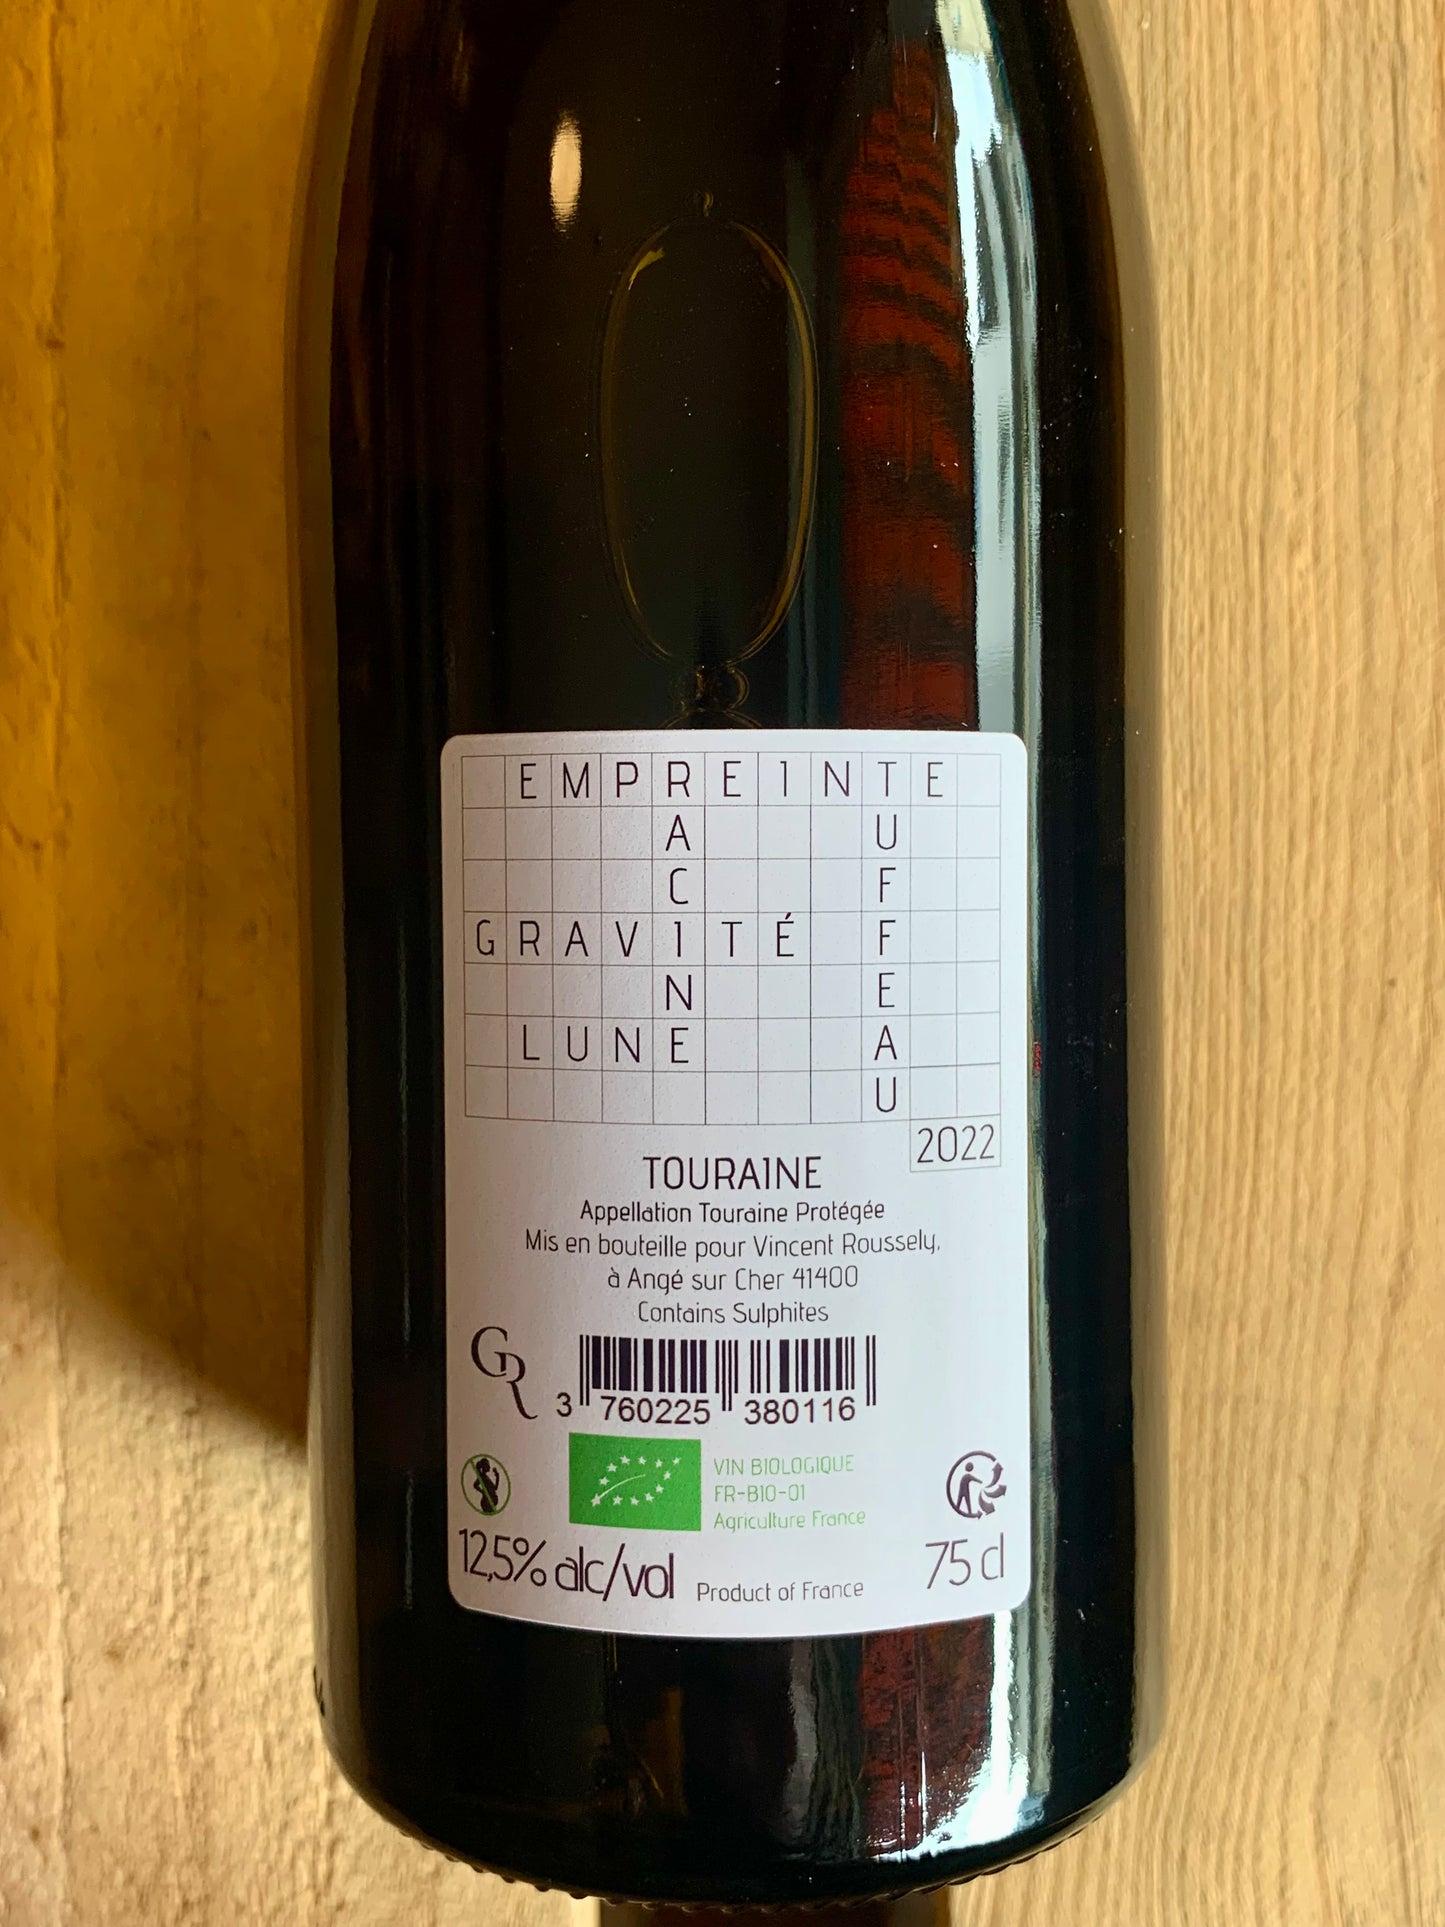 EMPREINTE
A U
C F
GRAVITÉ F
N E
LUNE A
U
2022
TOURAINE
Appellation Touraine Protégée
Mis en bouteille pour Vincent Roussely,
à Angé sur Cher 41400
Contains Sulphites
GR
3 760225 380116
VIN BIOLOGIQUE
FR-BIO-01
Agriculture France
12,5% alc/vol
Product of France
75 cl